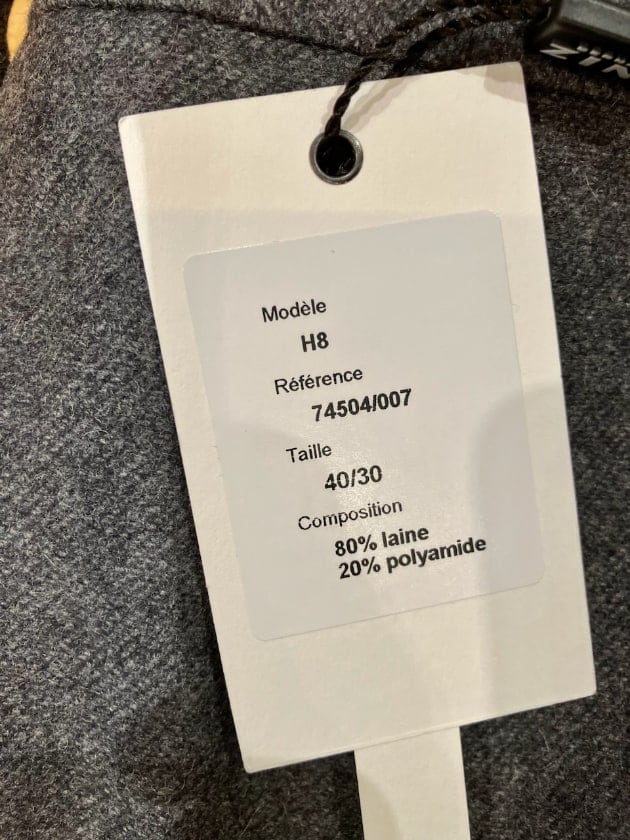 Modèle
H8
Référence
74504/007
Taille
40/30
Composition
80% laine
20% polyamide